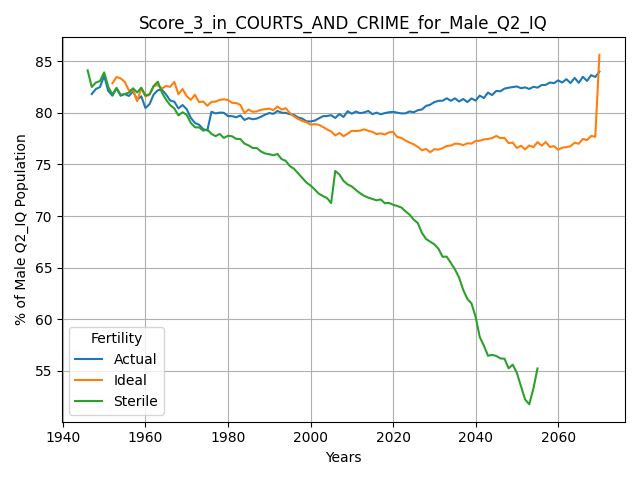 Score_3_in_COURTS_AND_CRIME_for_Male_Q2_IQ
% of Male Q2_IQ Population
85
80
75
70
65
60
55
Fertility
Actual
Ideal
Sterile
1940
1960
1980
2000
2020
2040
2060
Years